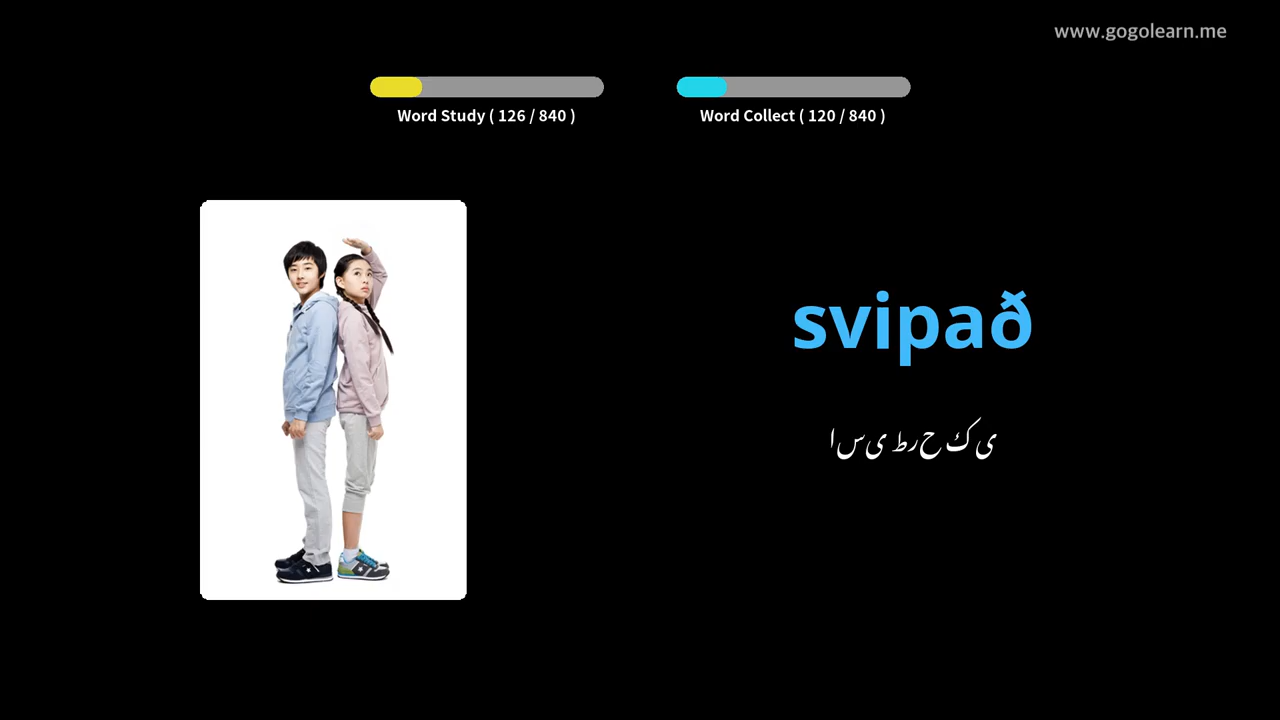 www.gogolearn.me
Word Study ( 126 / 840 )
Word Collect ( 120 / 840 )
svipað
اسی طرح کی